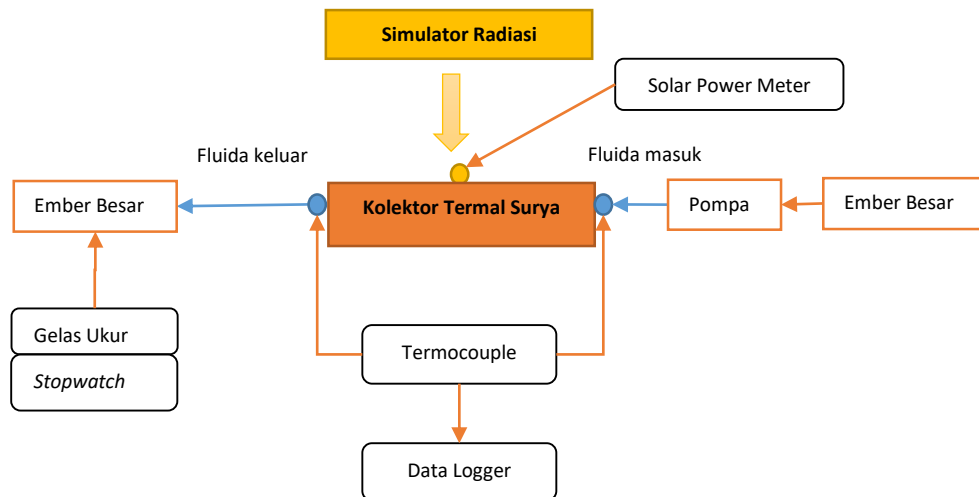 Simulator Radiasi
Solar Power Meter
Fluida keluar
Fluida masuk
Ember Besar
Kolektor Termal Surya
Pompa
Ember Besar
Gelas Ukur
Stopwatch
Termocouple
Data Logger